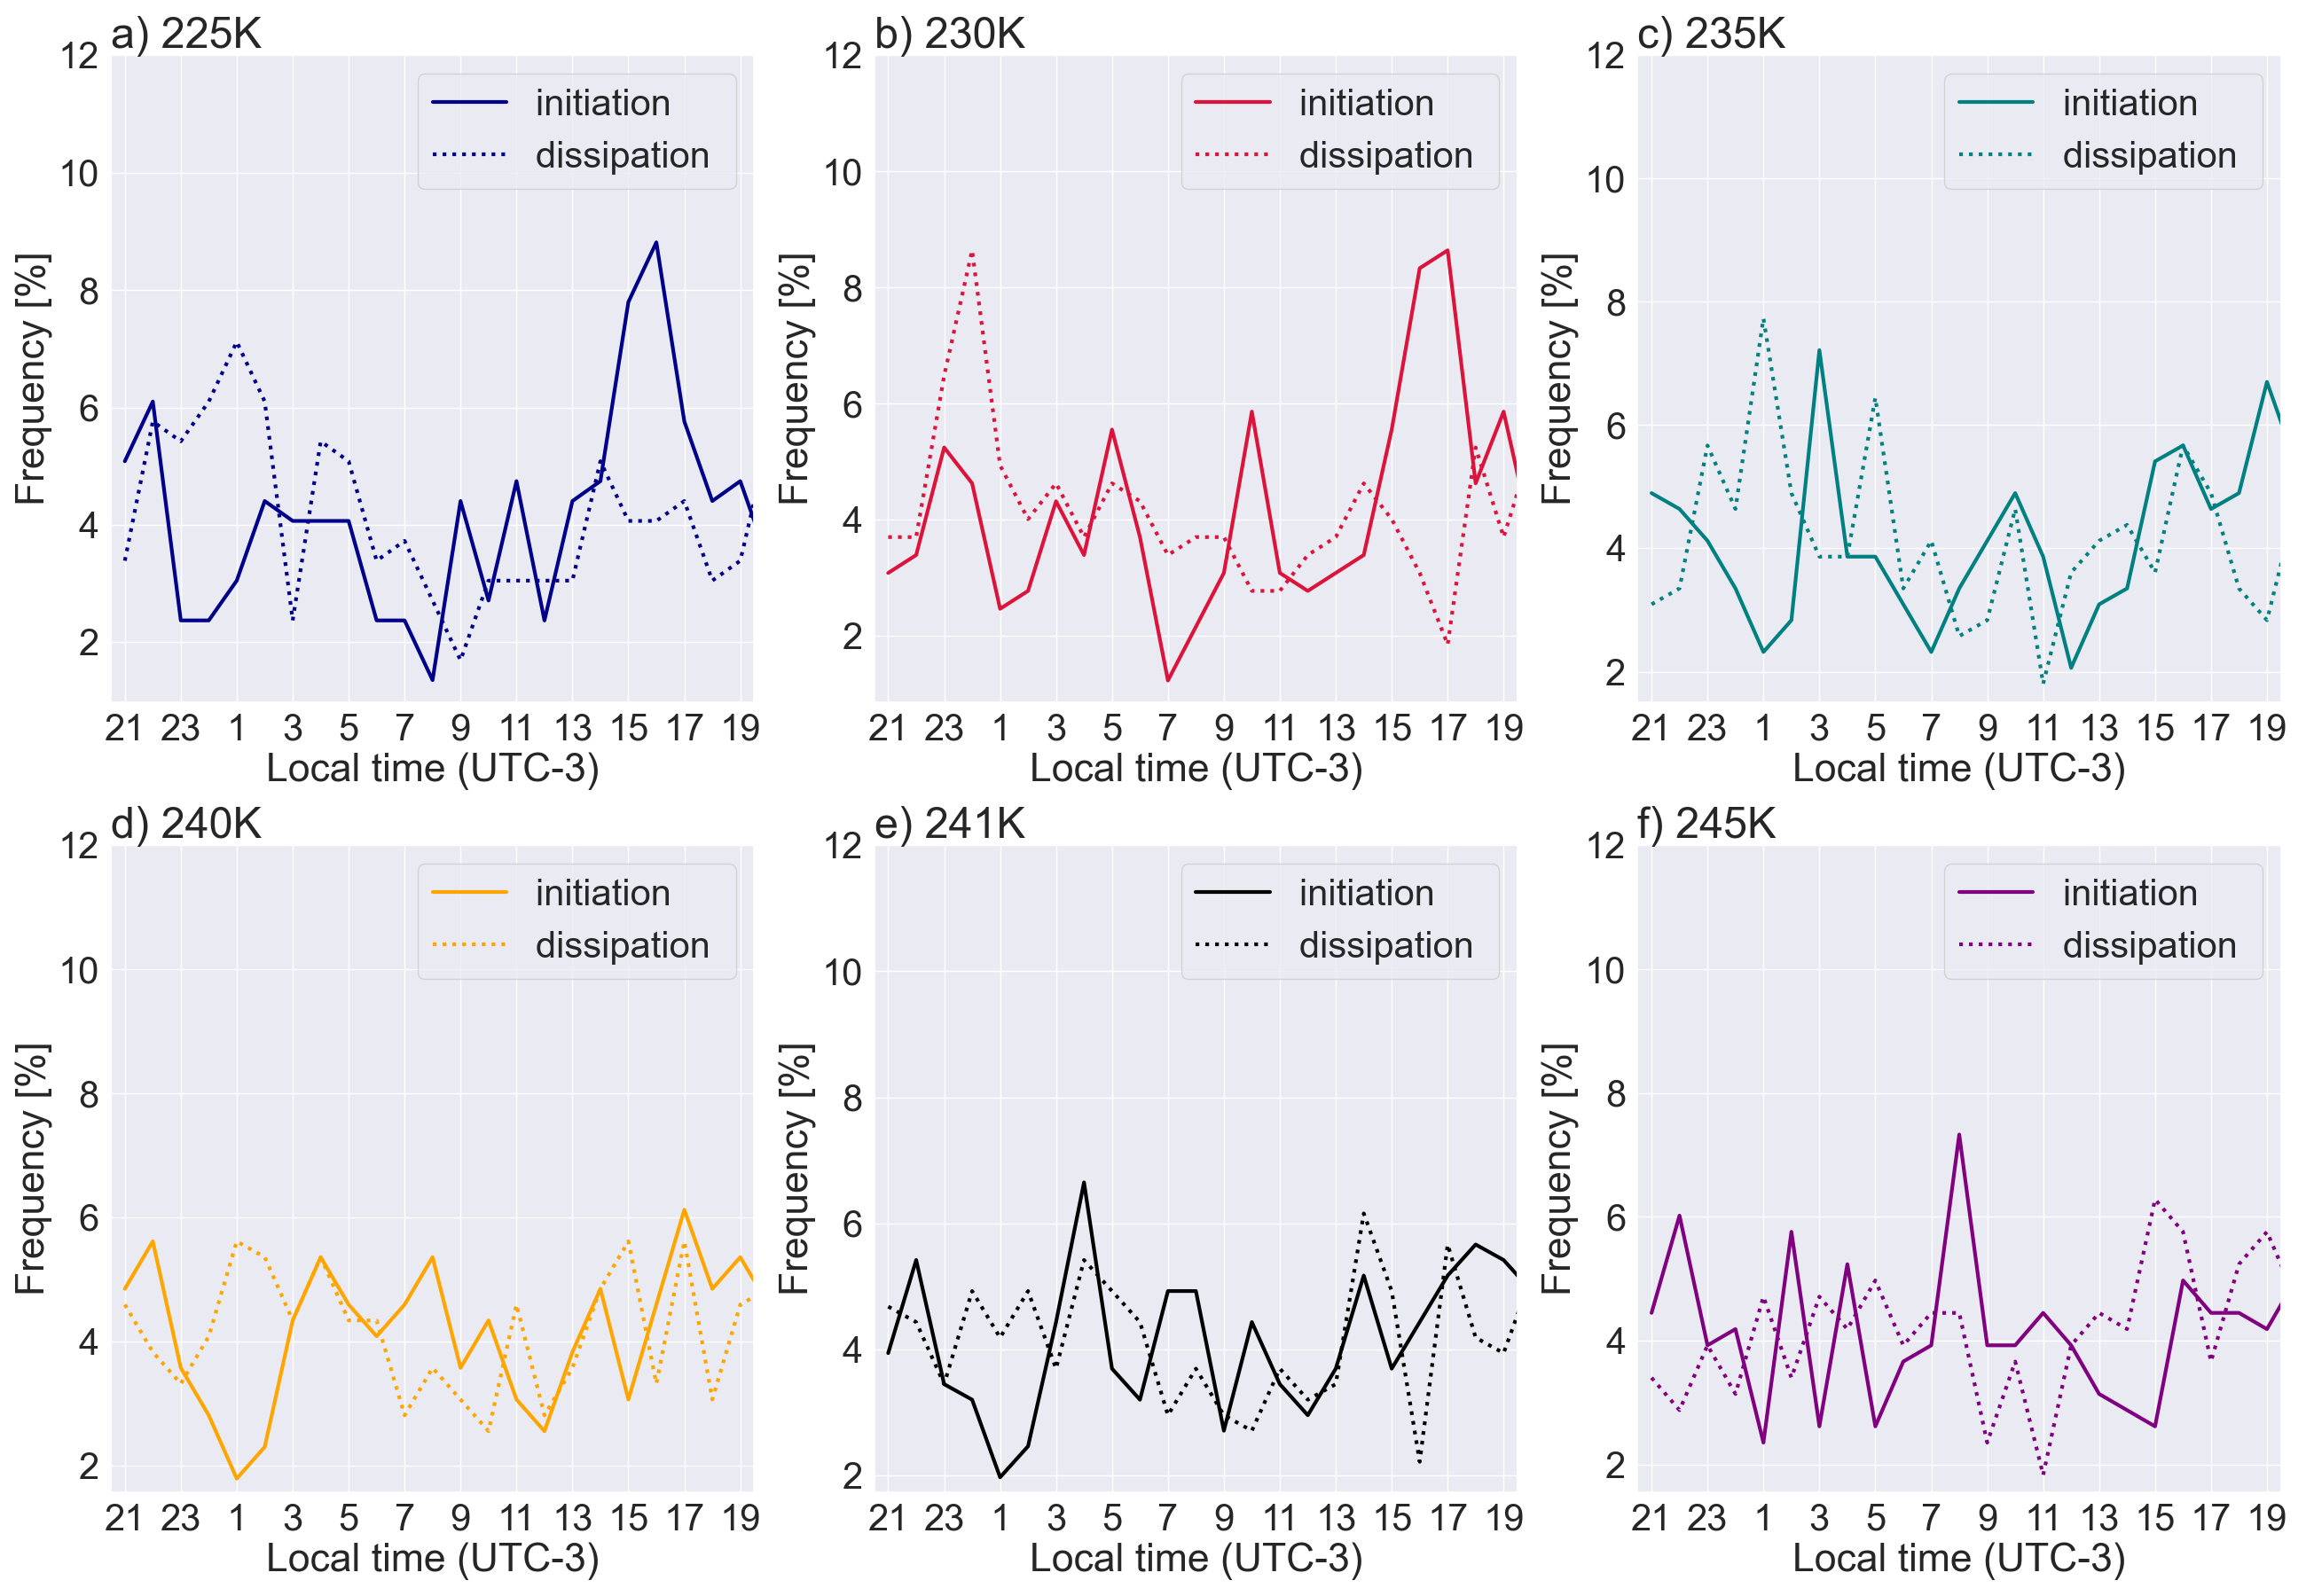 a) 225K
12
10
8
6
4
2
Frequency [%]
initiation
dissipation
21 23 1 3 5 7 9 11 13 15 17 19
Local time (UTC-3)
b) 230K
12
10
8
6
4
2
Frequency [%]
initiation
dissipation
21 23 1 3 5 7 9 11 13 15 17 19
Local time (UTC-3)
c) 235K
12
10
8
6
4
2
Frequency [%]
initiation
dissipation
21 23 1 3 5 7 9 11 13 15 17 19
Local time (UTC-3)
d) 240K
12
10
8
6
4
2
Frequency [%]
initiation
dissipation
21 23 1 3 5 7 9 11 13 15 17 19
Local time (UTC-3)
e) 241K
12
10
8
6
4
2
Frequency [%]
initiation
dissipation
21 23 1 3 5 7 9 11 13 15 17 19
Local time (UTC-3)
f) 245K
12
10
8
6
4
2
Frequency [%]
initiation
dissipation
21 23 1 3 5 7 9 11 13 15 17 19
Local time (UTC-3)